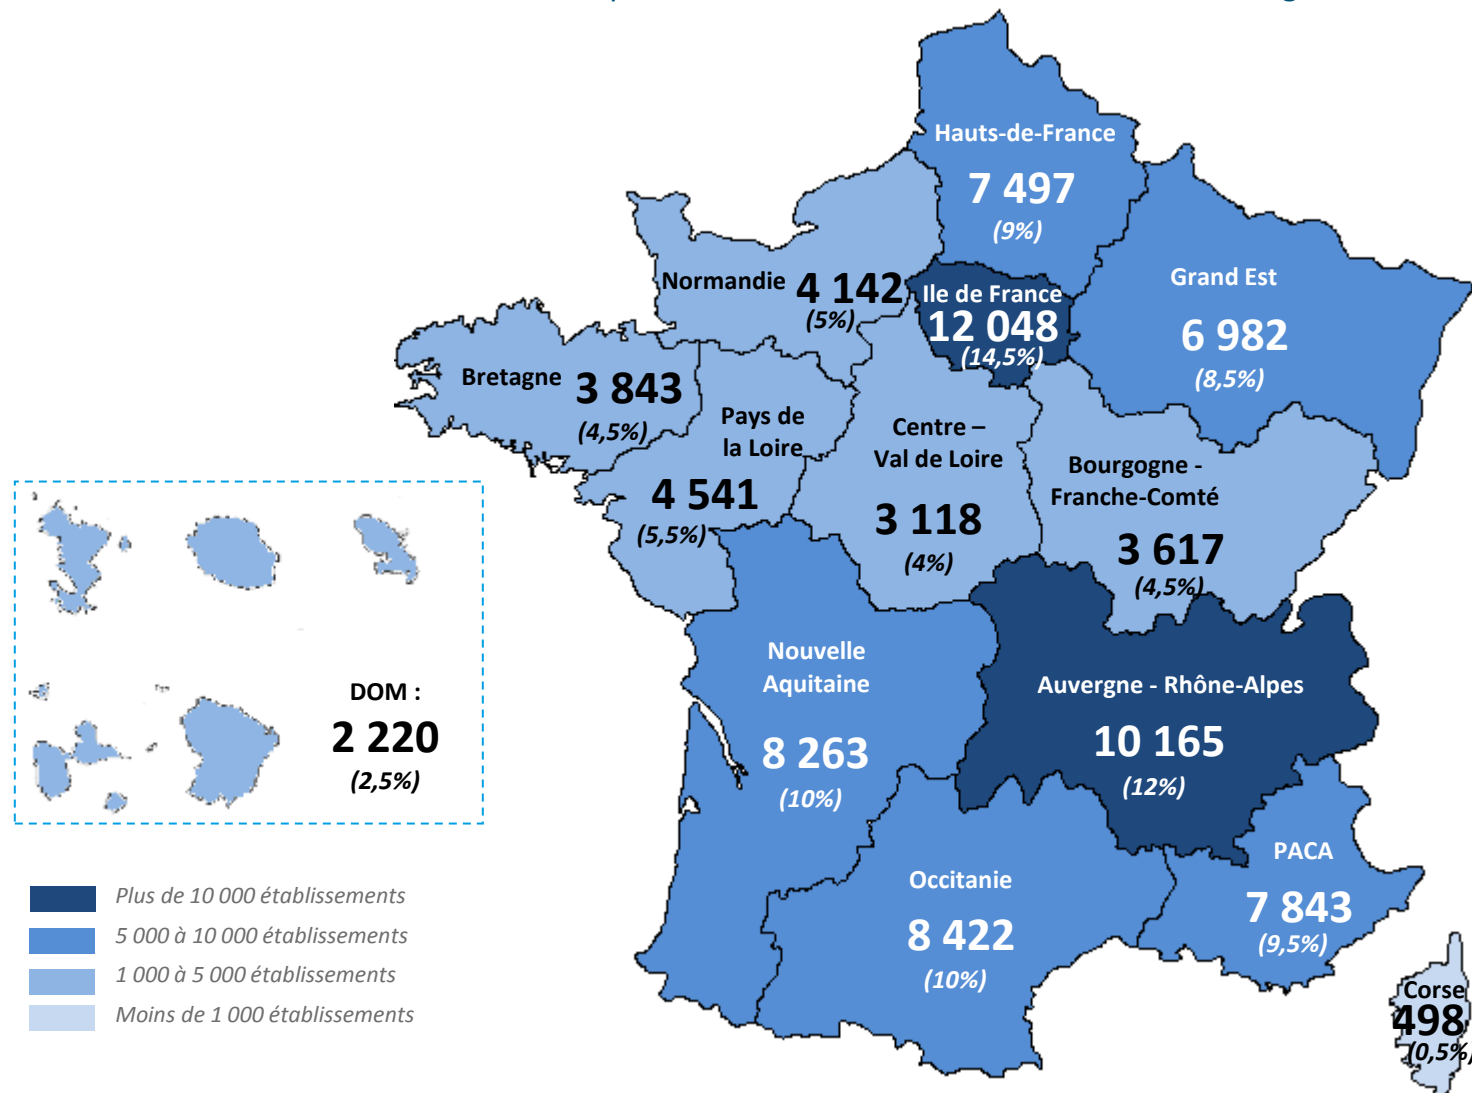 Hauts-de-France
7 497
(9%)
Normandie
4 142
(5%)
Ile de France
12 048
(14,5%)
Grand Est
6 982
(8,5%)
Bretagne
3 843
(4,5%)
Pays de
la Loire
4 541
(5,5%)
Centre –
Val de Loire
3 118
(4%)
Bourgogne -
Franche-Comté
3 617
(4,5%)
DOM :
2 220
(2,5%)
Nouvelle
Aquitaine
8 263
(10%)
Auvergne - Rhône-Alpes
10 165
(12%)
Occitanie
8 422
(10%)
PACA
7 843
(9,5%)
Corse
498
(0,5%)
Plus de 10 000 établissements
5 000 à 10 000 établissements
1 000 à 5 000 établissements
Moins de 1 000 établissements